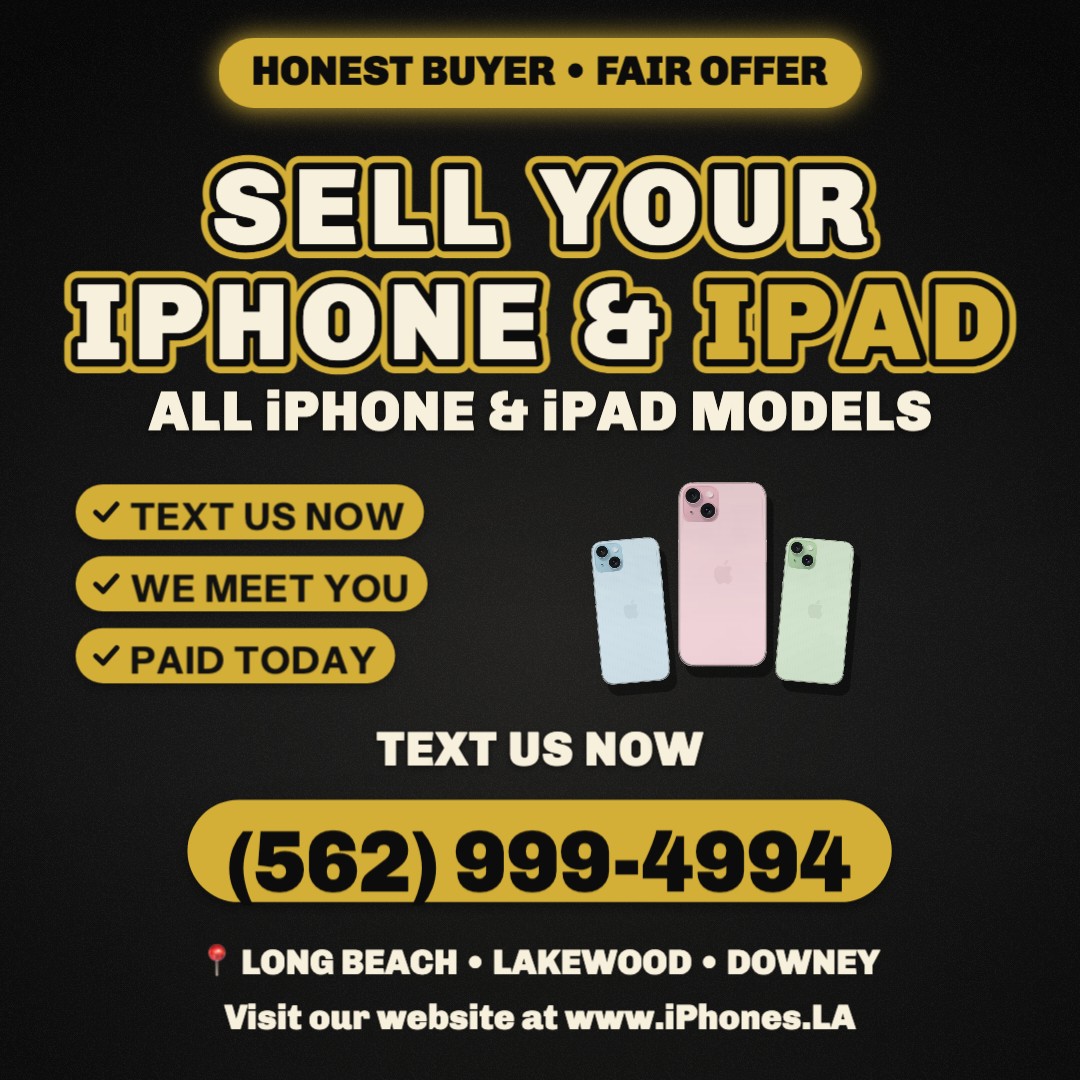 HONEST BUYER • FAIR OFFER
SELL YOUR
IPHONE & IPAD
ALL iPHONE & iPAD MODELS
✓ TEXT US NOW
✓ WE MEET YOU
✓ PAID TODAY
TEXT US NOW
(562) 999-4994
📍 LONG BEACH • LAKEWOOD • DOWNEY
Visit our website at www.iPhones.LA